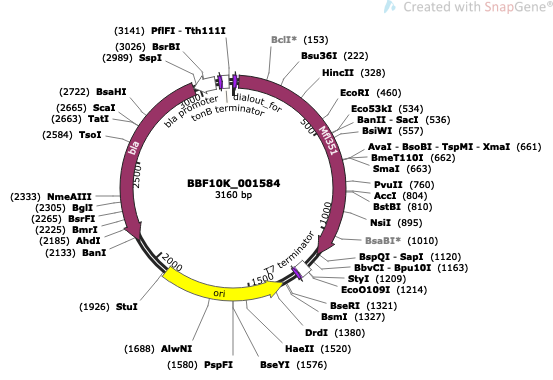 Created with SnapGene®
(3141) PflFI - Tth111I
(3026) BsrBI
(2989) SspI
BclI* (153)
Bsu36I (222)
HincII (328)
EcoRI (460)
Eco53kI (534)
BanII - SacI (536)
BsiWI (557)
AvaI - BsoBI - TspMI - XmaI (661)
BmeT110I (662)
SmaI (663)
PvuII (760)
AccI (804)
BstBI (810)
NsiI (895)
BsaBI* (1010)
BspQI - SapI (1120)
BbvCI - Bpu10I (1163)
StyI (1209)
EcoO109I (1214)
BseRI (1321)
BsmI (1327)
DrdI (1380)
HaeII (1520)
BseYI (1576)
(1580) PspFI
(1688) AlwNI
(1926) StuI
(2133) BanI
(2185) AhdI
(2225) BmrI
(2265) BsrFI
(2305) BglI
(2333) NmeAIII
(2584) TsoI
(2663) TatI
(2665) ScaI
(2722) BsaHI
bla promoter
tonB terminator
dialout_for
Mfl351
T7 terminator
ori
bla
500
1000
1500
2000
2500
3000
BBF10K_001584
3160 bp